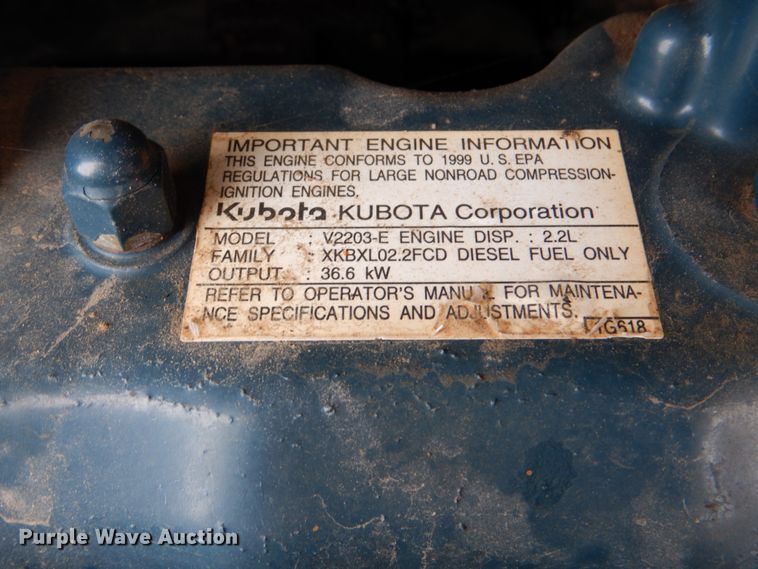 IMPORTANT ENGINE INFORMATION
THIS ENGINE CONFORMS TO 1999 U.S. EPA
REGULATIONS FOR LARGE NONROAD COMPRESSION-
IGNITION ENGINES.
Kubota KUBOTA Corporation
MODEL : V2203-E ENGINE DISP. : 2.2L
FAMILY : XKBXL02.2FCD DIESEL FUEL ONLY
OUTPUT : 36.6 kW
REFER TO OPERATOR'S MANU L FOR MAINTENA-
NCE SPECIFICATIONS AND ADJUSTMENTS.
G618
Purple Wave Auction